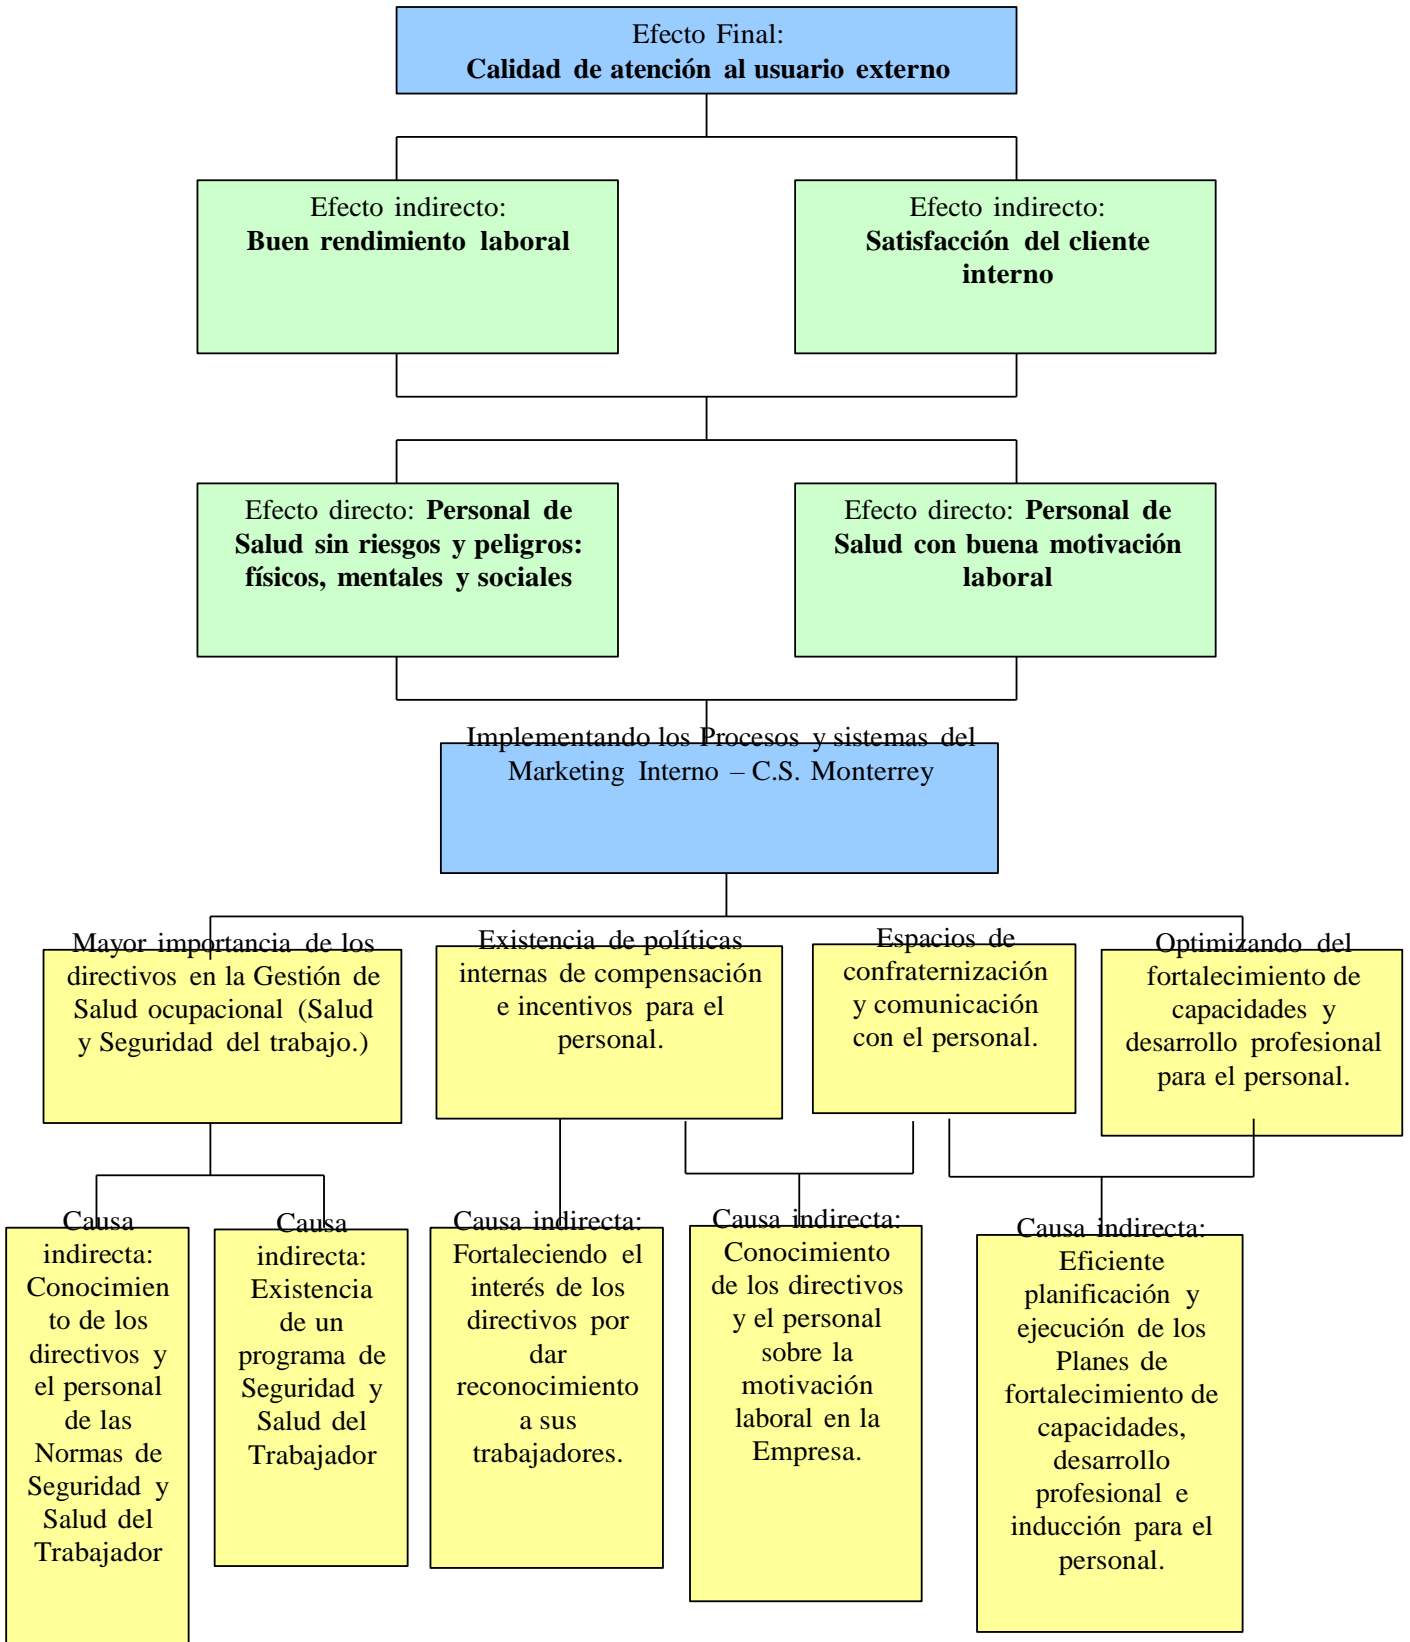 Efecto Final:
Calidad de atención al usuario externo
Efecto indirecto:
Buen rendimiento laboral
Efecto indirecto:
Satisfacción del cliente
interno
Efecto directo: Personal de
Salud sin riesgos y peligros:
físicos, mentales y sociales
Efecto directo: Personal de
Salud con buena motivación
laboral
Implementando los Procesos y sistemas del
Marketing Interno – C.S. Monterrey
Mayor importancia de los
directivos en la Gestión de
Salud ocupacional (Salud
y Seguridad del trabajo.)
Existencia de políticas
internas de compensación
e incentivos para el
personal.
Espacios de
confraternización
y comunicación
con el personal.
Optimizando del
fortalecimiento de
capacidades y
desarrollo profesional
para el personal.
Causa
indirecta:
Conocimien
to de los
directivos y
el personal
de las
Normas de
Seguridad y
Salud del
Trabajador
Causa
indirecta:
Existencia
de un
programa de
Seguridad y
Salud del
Trabajador
Causa indirecta:
Fortaleciendo el
interés de los
directivos por
dar
reconocimiento
a sus
trabajadores.
Causa indirecta:
Conocimiento
de los directivos
y el personal
sobre la
motivación
laboral en la
Empresa.
Causa indirecta:
Eficiente
planificación y
ejecución de los
Planes de
fortalecimiento de
capacidades,
desarrollo
profesional e
inducción para el
personal.